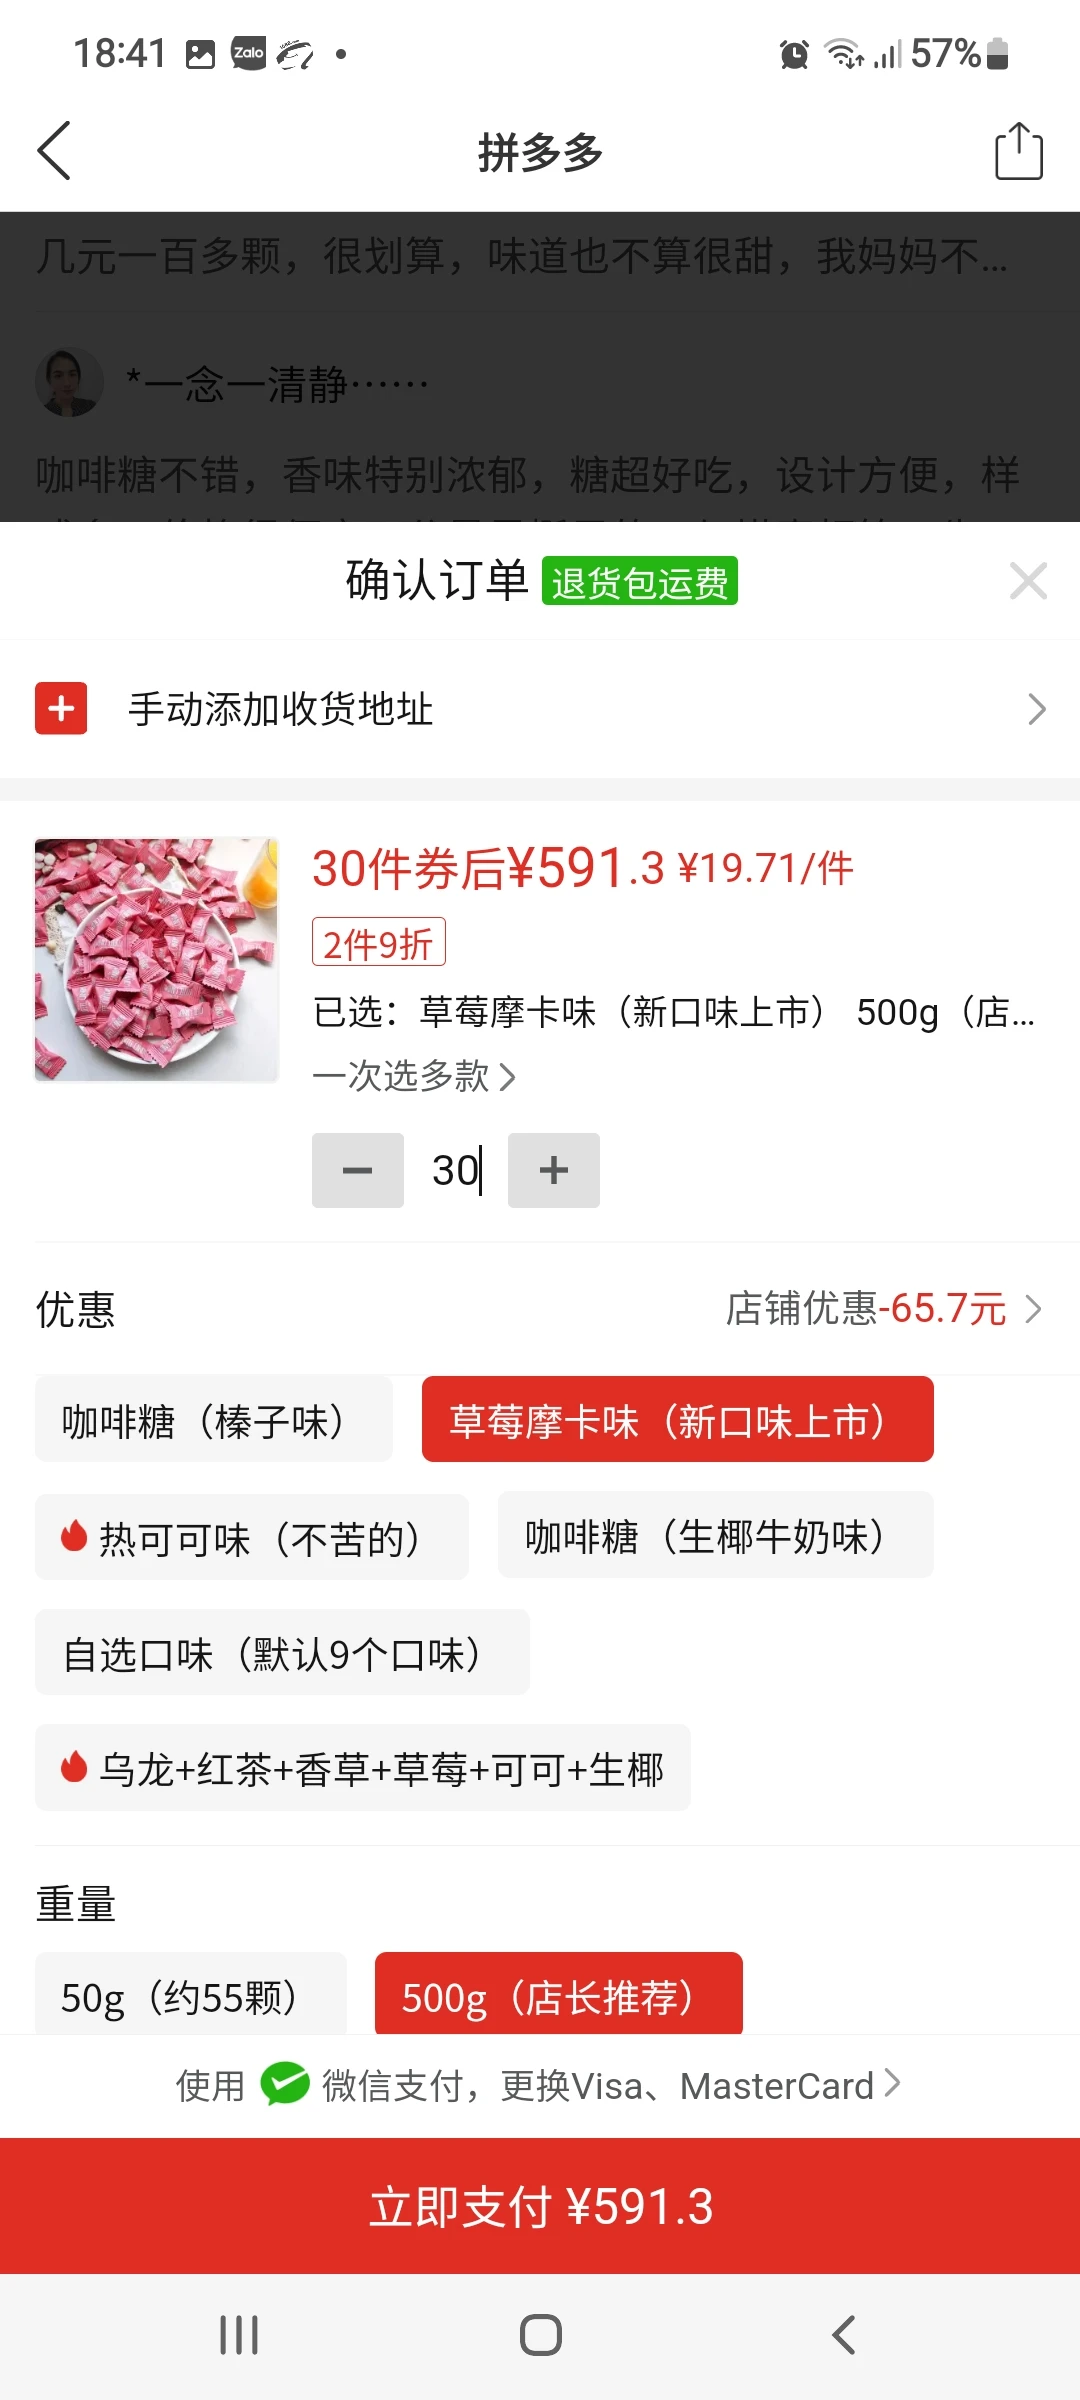 18:41 Zalo 57%
拼多多
几元一百多颗，很划算，味道也不算很甜，我妈妈不...
*一念一清静······
咖啡糖不错，香味特别浓郁，糖超好吃，设计方便，样
确认订单 退货包运费
手动添加收货地址
30件券后¥591.3 ¥19.71/件
2件9折
已选：草莓摩卡味（新口味上市） 500g（店...
一次选多款
30
优惠 店铺优惠-65.7元
咖啡糖（榛子味） 草莓摩卡味（新口味上市）
热可可味（不苦的） 咖啡糖（生椰牛奶味）
自选口味（默认9个口味）
乌龙+红茶+香草+草莓+可可+生椰
重量
50g（约55颗） 500g（店长推荐）
使用 微信支付，更换Visa、MasterCard
立即支付 ¥591.3